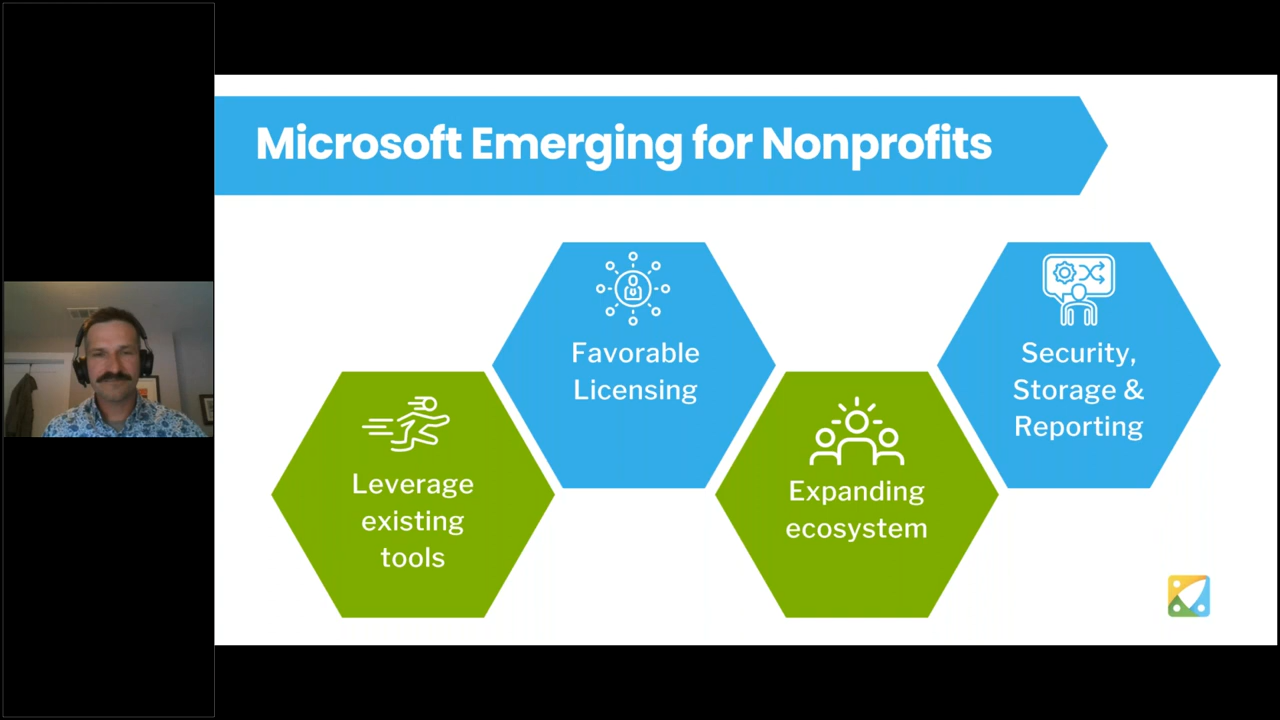 Microsoft Emerging for Nonprofits
Leverage
existing
tools
Favorable
Licensing
Expanding
ecosystem
Security,
Storage &
Reporting